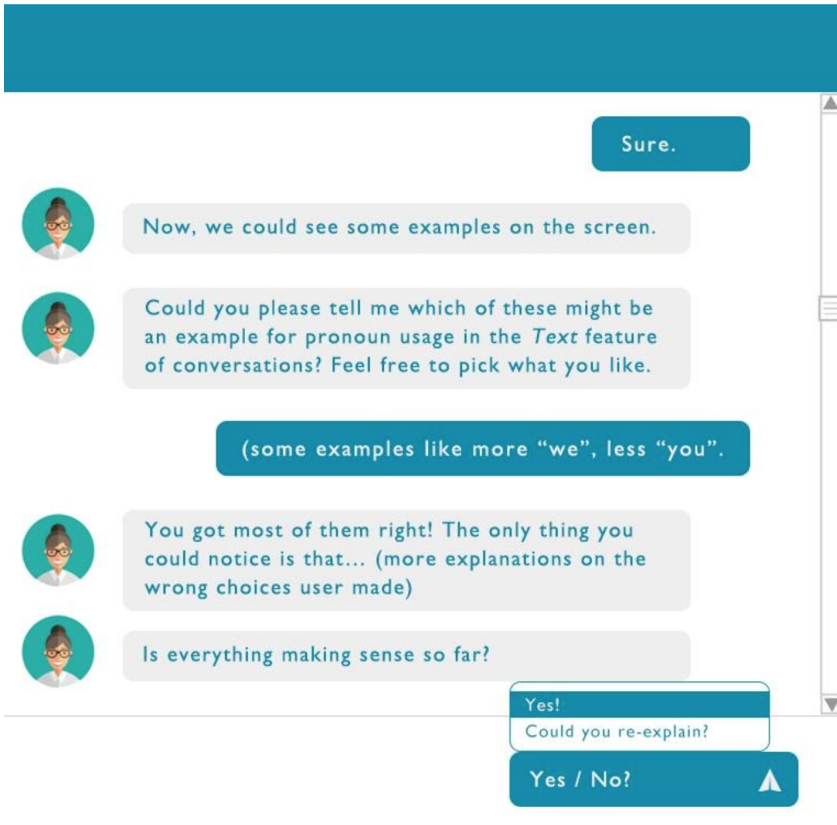 Sure.
Now, we could see some examples on the screen.
Could you please tell me which of these might be
an example for pronoun usage in the Text feature
of conversations? Feel free to pick what you like.
(some examples like more “we”, less “you”.
You got most of them right! The only thing you
could notice is that... (more explanations on the
wrong choices user made)
Is everything making sense so far?
Yes!
Could you re-explain?
Yes / No?